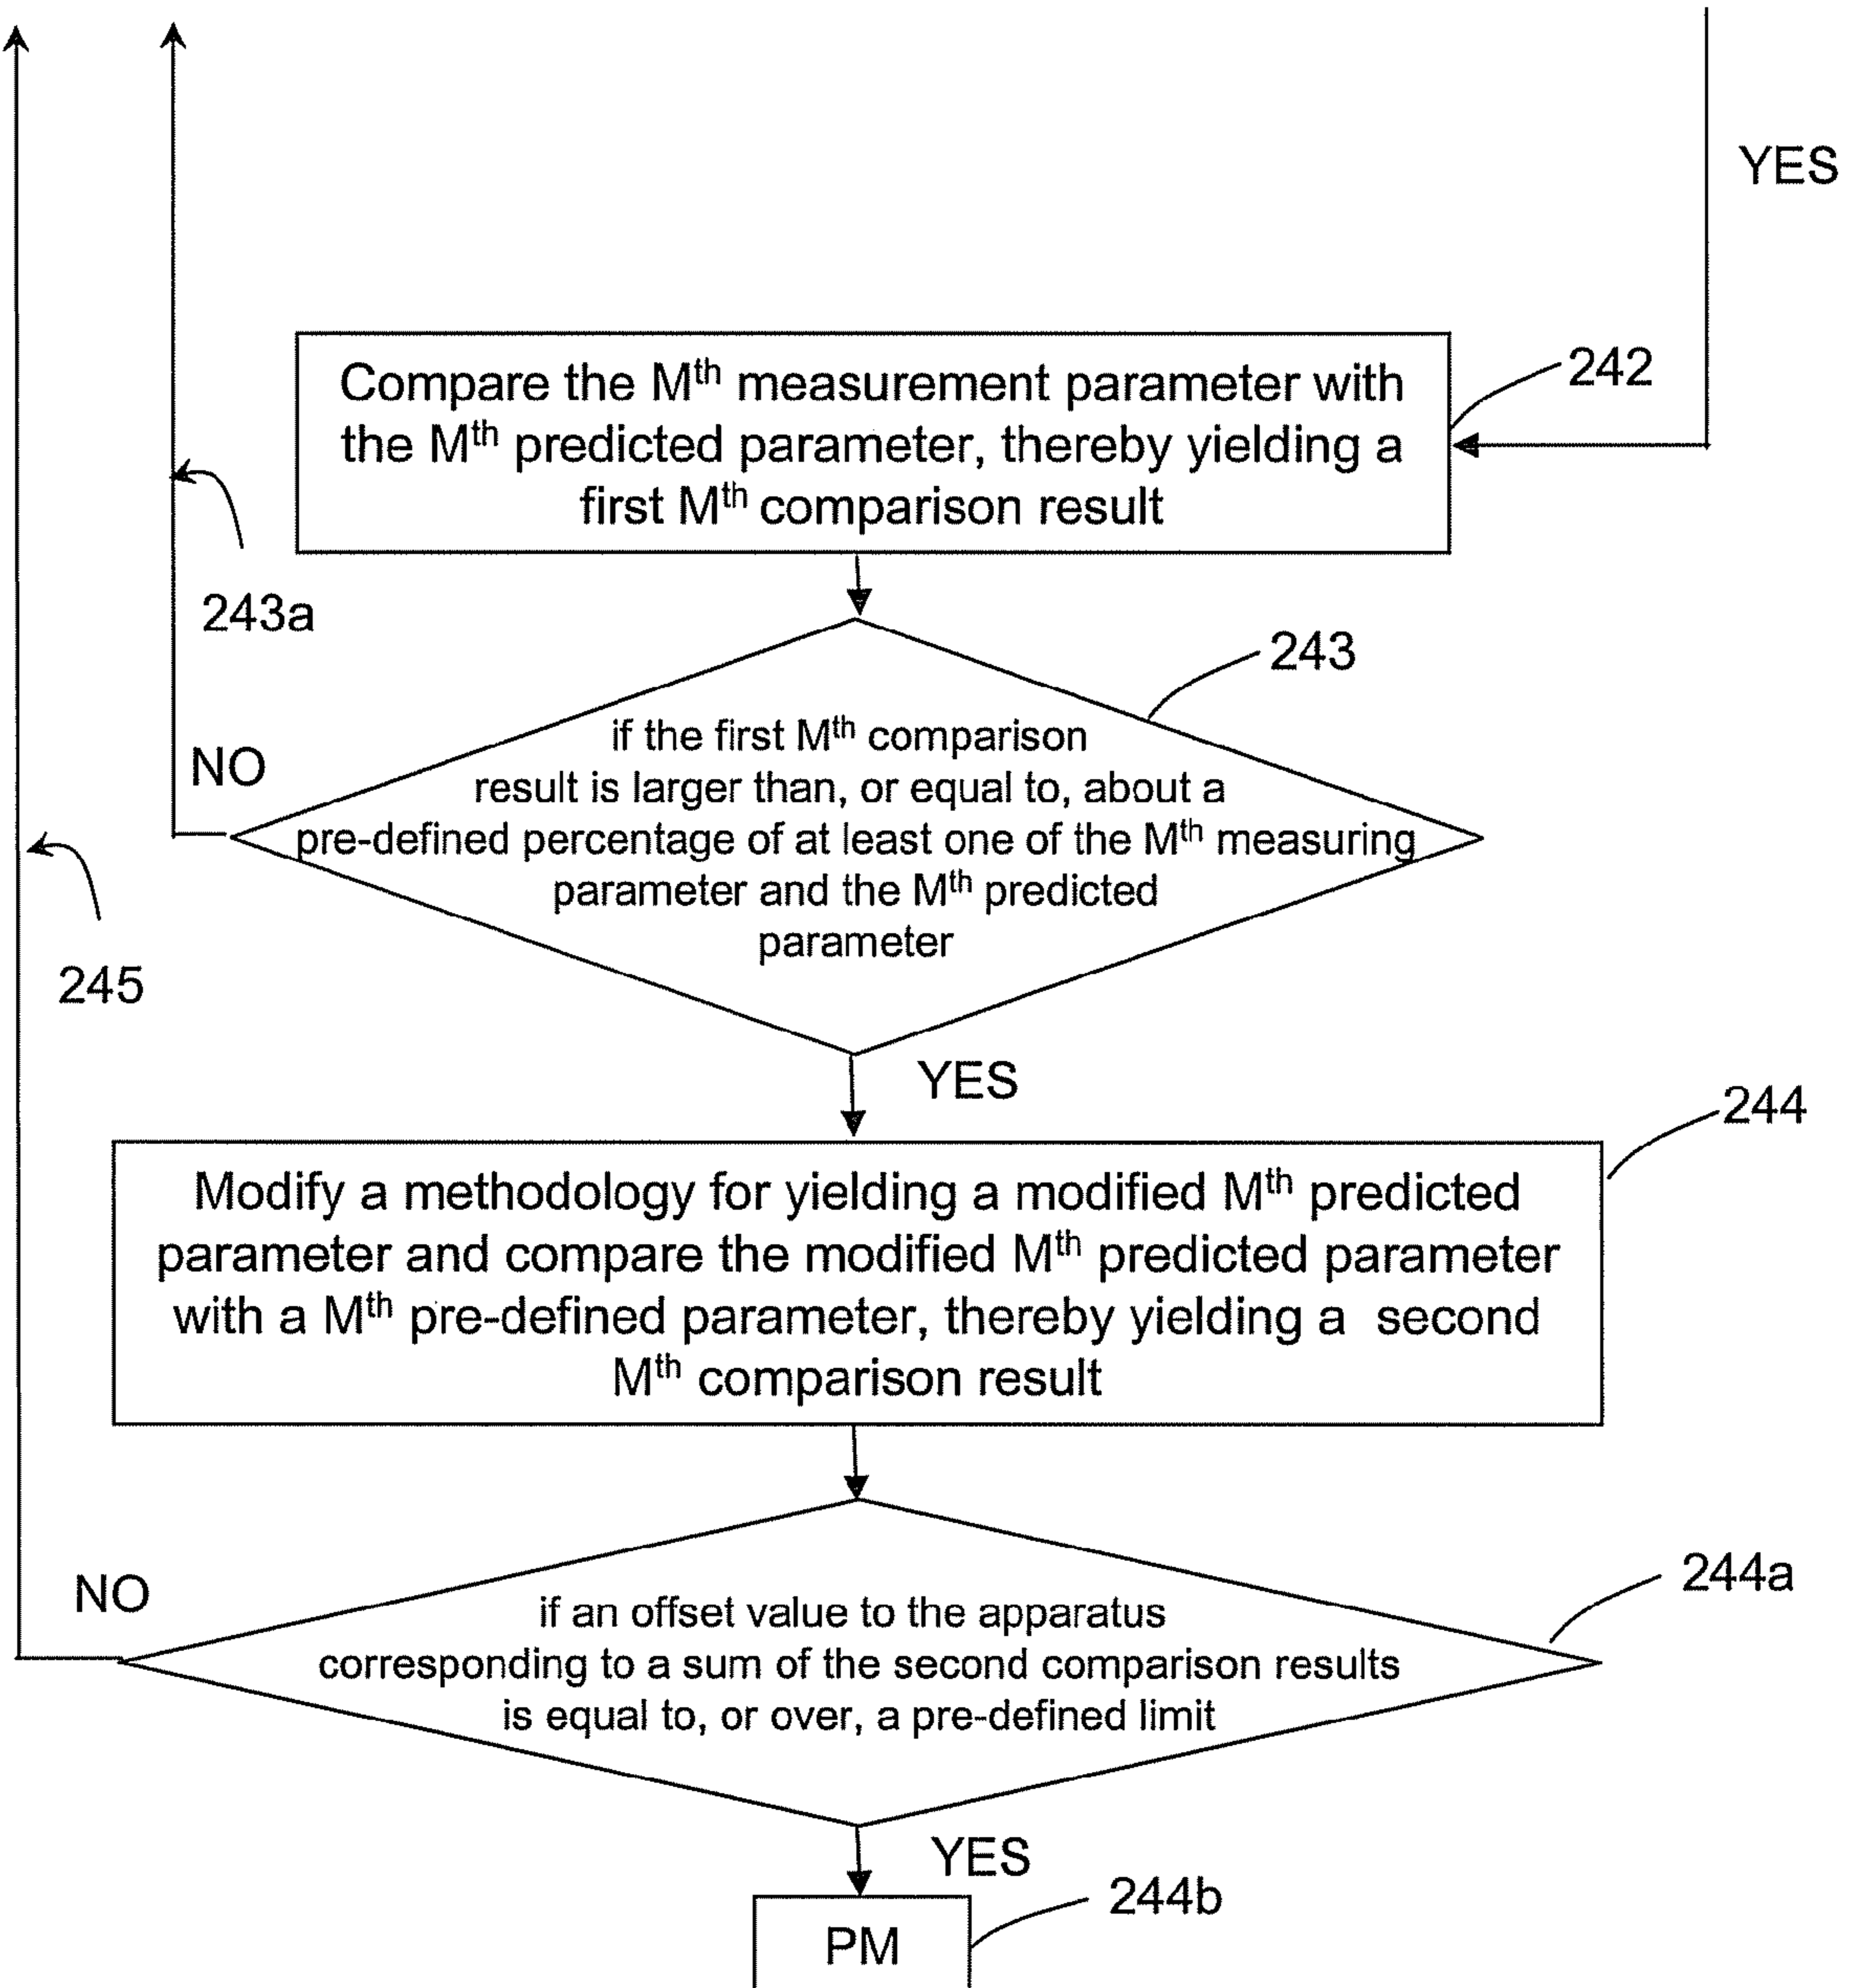 YES
242
Compare the Mth measurement parameter with
the Mth predicted parameter, thereby yielding a
first Mth comparison result
243a
243
if the first Mth comparison
result is larger than, or equal to, about a
pre-defined percentage of at least one of the Mth measuring
parameter and the Mth predicted
parameter
NO
245
YES
244
Modify a methodology for yielding a modified Mth predicted
parameter and compare the modified Mth predicted parameter
with a Mth pre-defined parameter, thereby yielding a second
Mth comparison result
244a
NO
if an offset value to the apparatus
corresponding to a sum of the second comparison results
is equal to, or over, a pre-defined limit
YES
244b
PM